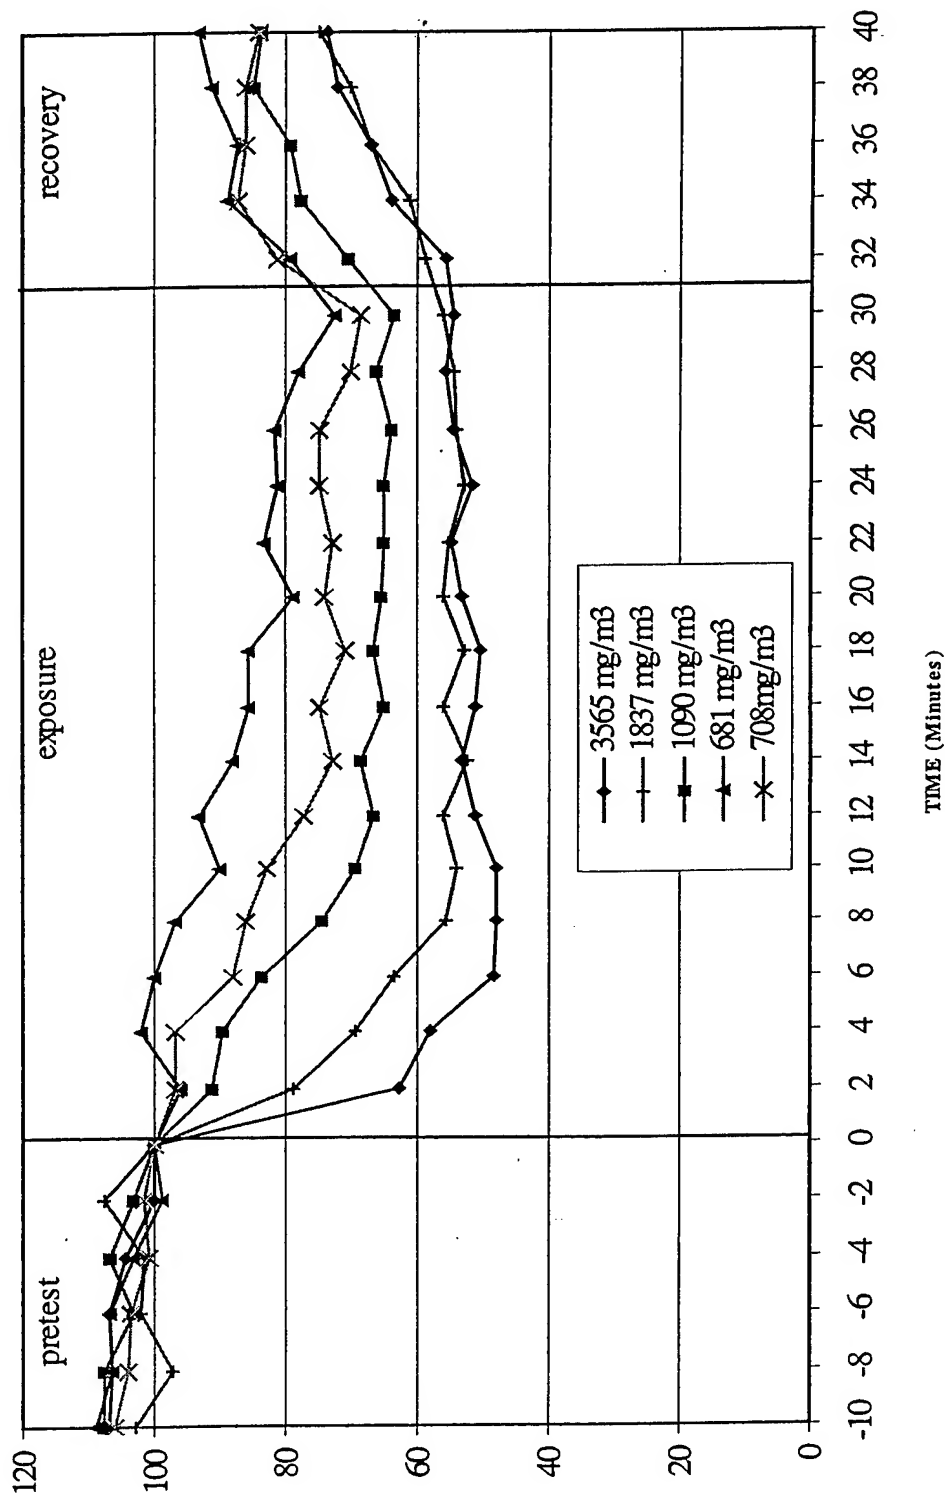 pretest
exposure
recovery
120
100
80
60
40
20
0
3565 mg/m3
1837 mg/m3
1090 mg/m3
681 mg/m3
708mg/m3
-10 -8 -6 -4 -2 0 2 4 6 8 10 12 14 16 18 20 22 24 26 28 30 32 34 36 38 40
TIME (Minutes)